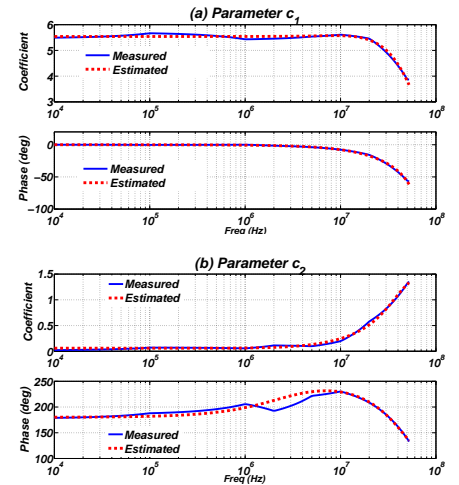 (a) Parameter c1
Coefficient
6
5
4
3
Measured
Estimated
10^4 10^5 10^6 10^7 10^8
Phase (deg)
0
−50
−100
Measured
Estimated
10^4 10^5 10^6 10^7 10^8
Freq (Hz)
(b) Parameter c2
Coefficient
1.5
1
0.5
0
Measured
Estimated
10^4 10^5 10^6 10^7 10^8
Phase (deg)
250
200
150
100
Measured
Estimated
10^4 10^5 10^6 10^7 10^8
Freq (Hz)